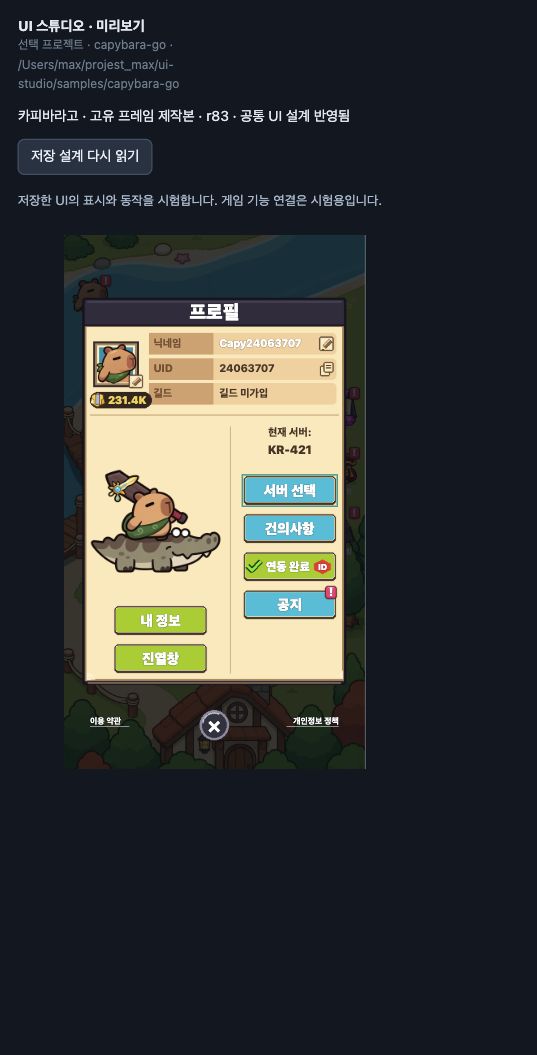 UI 스튜디오 · 미리보기
선택 프로젝트 · capybara-go ·
/Users/max/projest_max/ui-
studio/samples/capybara-go
카피바라고 · 고유 프레임 제작본 · r83 · 공통 UI 설계 반영됨
저장 설계 다시 읽기
저장한 UI의 표시와 동작을 시험합니다. 게임 기능 연결은 시험용입니다.
프로필
닉네임 Capy24063707
UID 24063707
231.4K 길드 길드 미가입
현재 서버:
KR-421
서버 선택
건의사항
연동 완료 ID
공지 !
내 정보
진열창
이용 약관 개인정보 정책